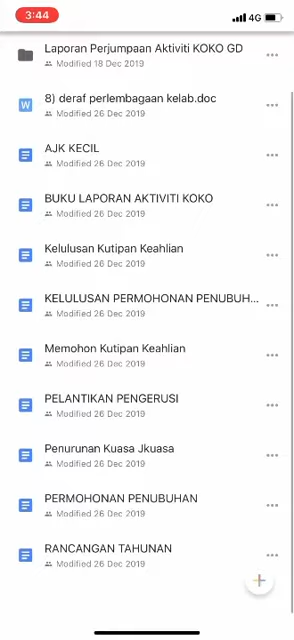 3:44
4G
Laporan Perjumpaan Aktiviti KOKO GD
Modified 18 Dec 2019
W
8) deraf perlembagaan kelab.doc
Modified 26 Dec 2019
AJK KECIL
Modified 26 Dec 2019
BUKU LAPORAN AKTIVITI KOKO
Modified 26 Dec 2019
Kelulusan Kutipan Keahlian
Modified 26 Dec 2019
KELULUSAN PERMOHONAN PENUBUH...
Modified 26 Dec 2019
Memohon Kutipan Keahlian
Modified 26 Dec 2019
PELANTIKAN PENGERUSI
Modified 26 Dec 2019
Penurunan Kuasa Jkuasa
Modified 26 Dec 2019
PERMOHONAN PENUBUHAN
Modified 26 Dec 2019
RANCANGAN TAHUNAN
Modified 26 Dec 2019